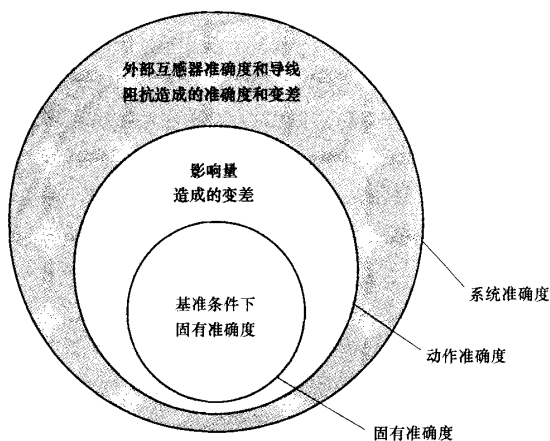 外部互感器准确度和导线
阻抗造成的准确度和变差
影响量
造成的变差
基准条件下
固有准确度
系统准确度
动作准确度
固有准确度